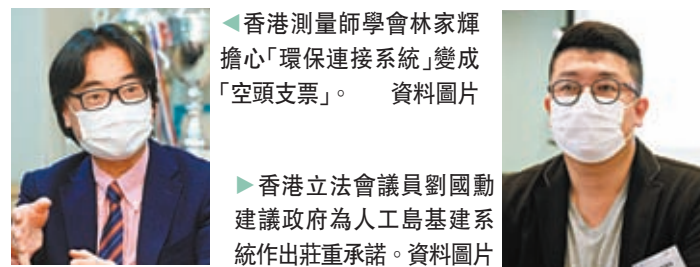 ◀香港測量師學會林家輝
擔心「環保連接系統」變成
「空頭支票」。 資料圖片
▶香港立法會議員劉國勳
建議政府為人工島基建系
統作出莊重承諾。資料圖片